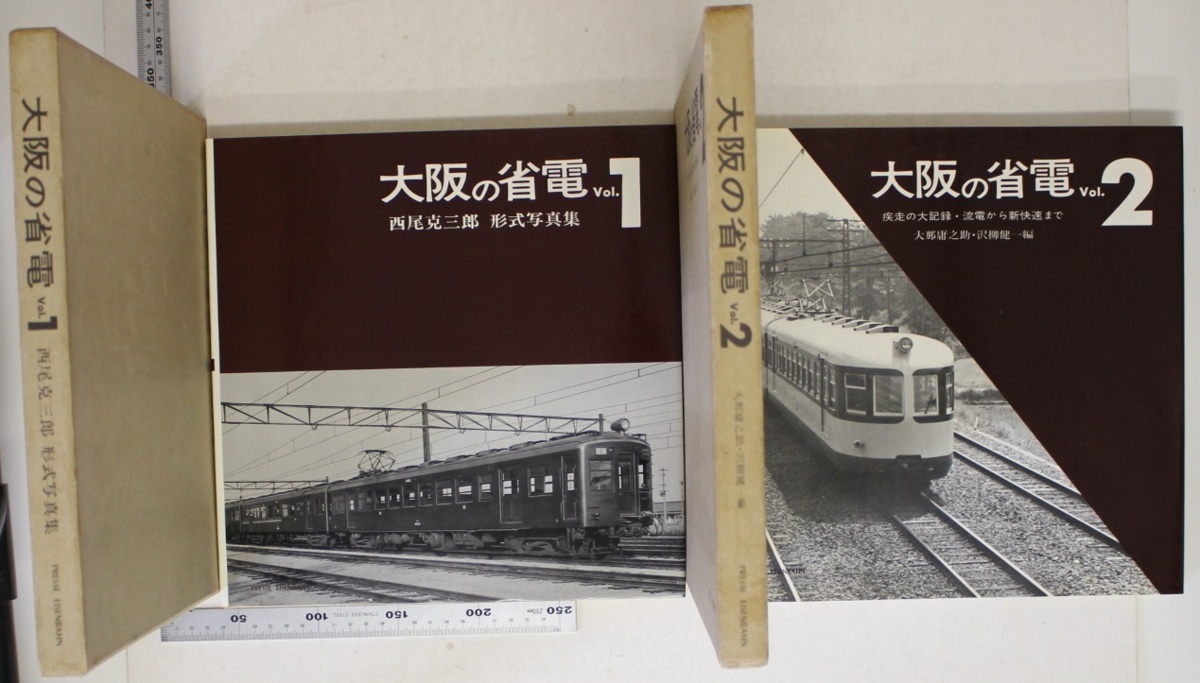 大阪の省電 Vol.1 西尾克三郎 形式写真集 PRESSE EISENBAHN
大阪の省電 Vol.1
西尾克三郎 形式写真集
大阪の省電 Vol.2
PRESSE EISENBAHN
大阪の省電 Vol.2
疾走の大記録・流電から新快速まで
大那庸之助・沢柳健一編
350
50
100
STAINLESS STEEL
150
200
250